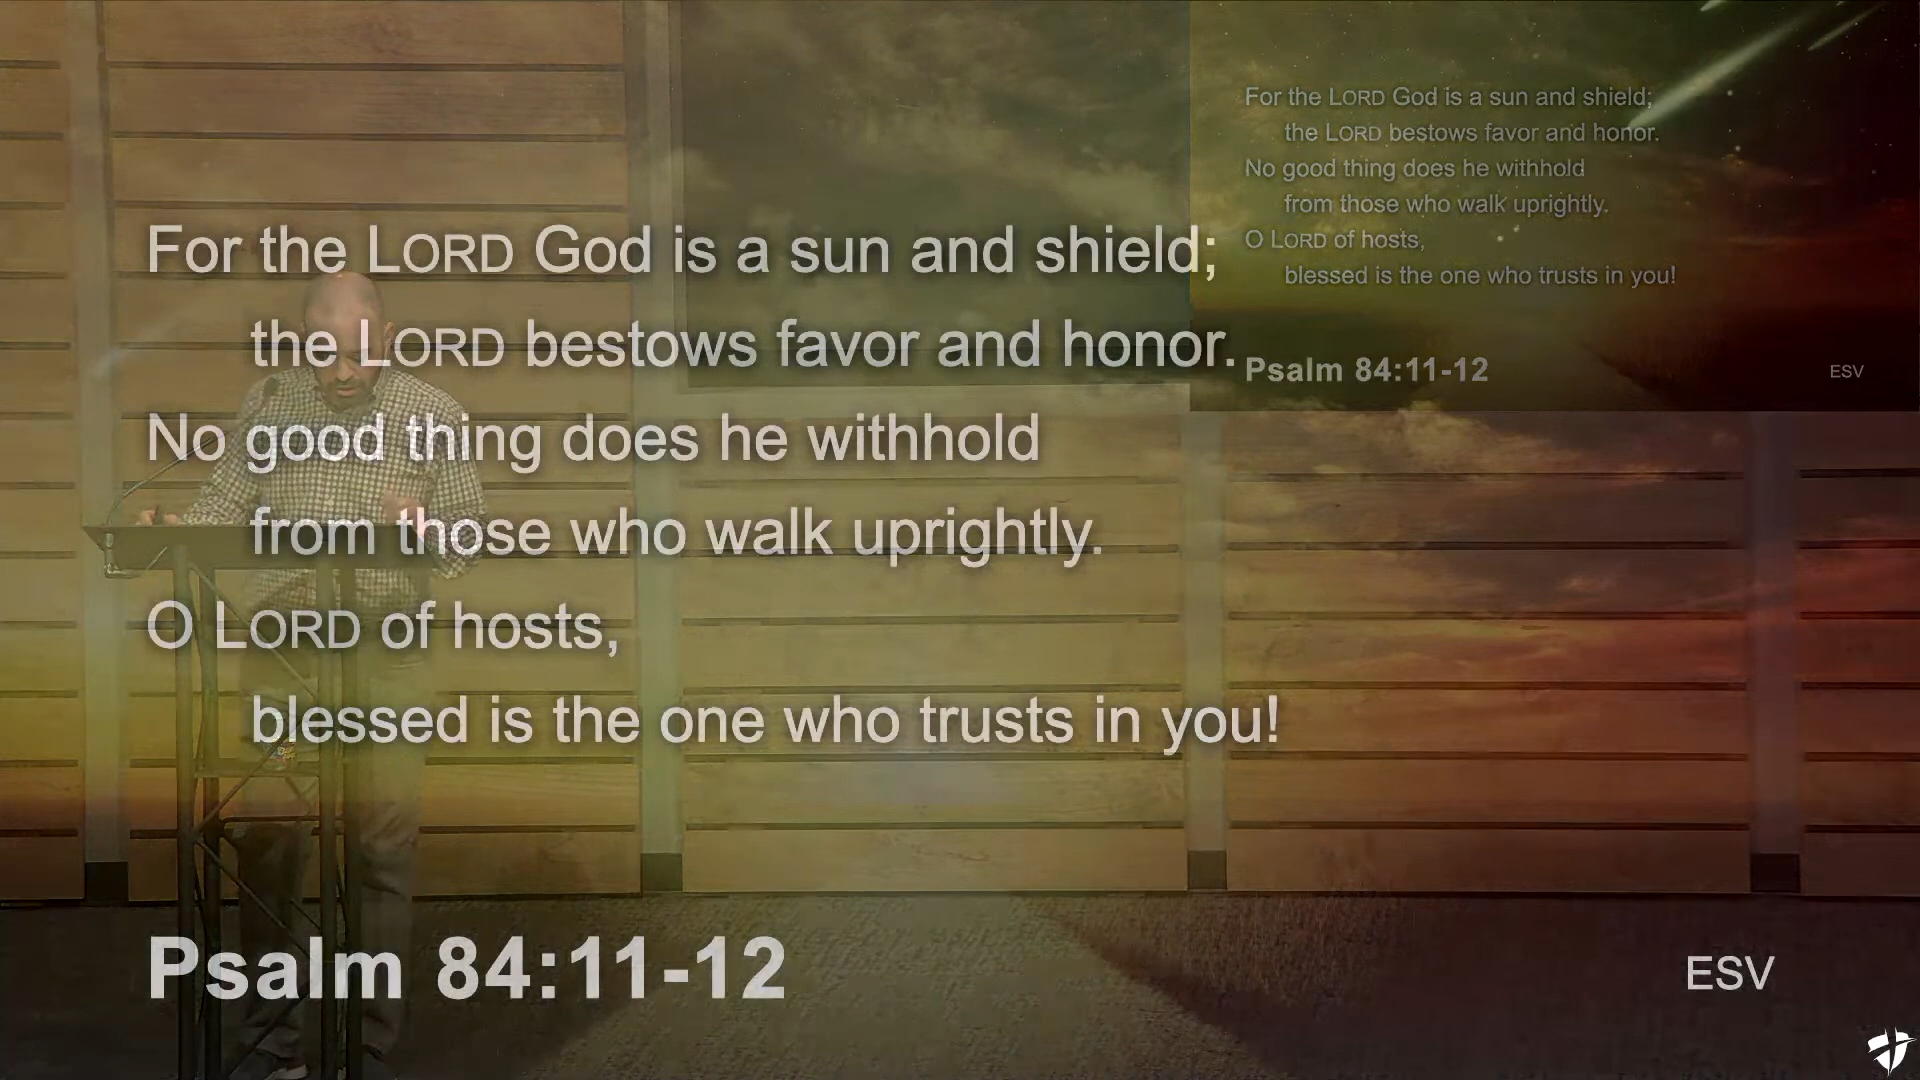 For the LORD God is a sun and shield;
the LORD bestows favor and honor.
No good thing does he withhold
from those who walk uprightly.
O LORD of hosts,
blessed is the one who trusts in you!
Psalm 84:11-12
ESV
For the LORD God is a sun and shield;
the LORD bestows favor and honor.
No good thing does he withhold
from those who walk uprightly.
O LORD of hosts,
blessed is the one who trusts in you!
Psalm 84:11-12
ESV